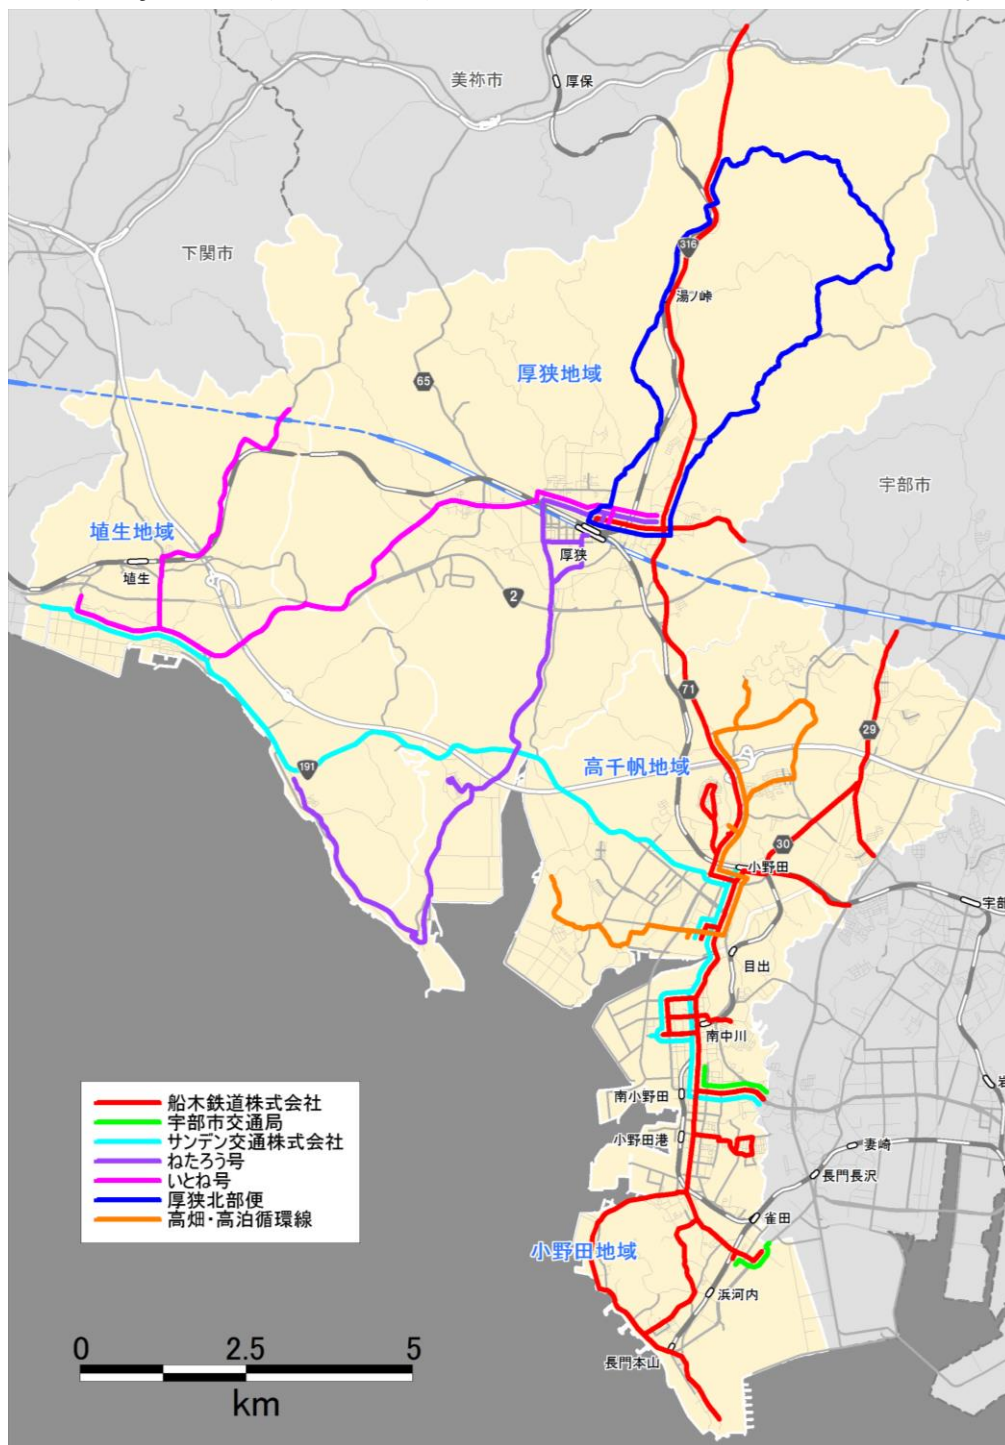 美祢市
厚保
下関市
316
湯ノ峠
65
厚狭地域
宇部市
埴生地域
埴生
厚狭
2
71
29
191
高千帆地域
30
小野田
宇部
目出
南中川
南小野田
小野田港
妻崎
長門長沢
雀田
小野田地域
浜河内
長門本山
船木鉄道株式会社
宇部市交通局
サンデン交通株式会社
ねたろう号
いとね号
厚狭北部便
高畑・高泊循環線
0 2.5 5
km